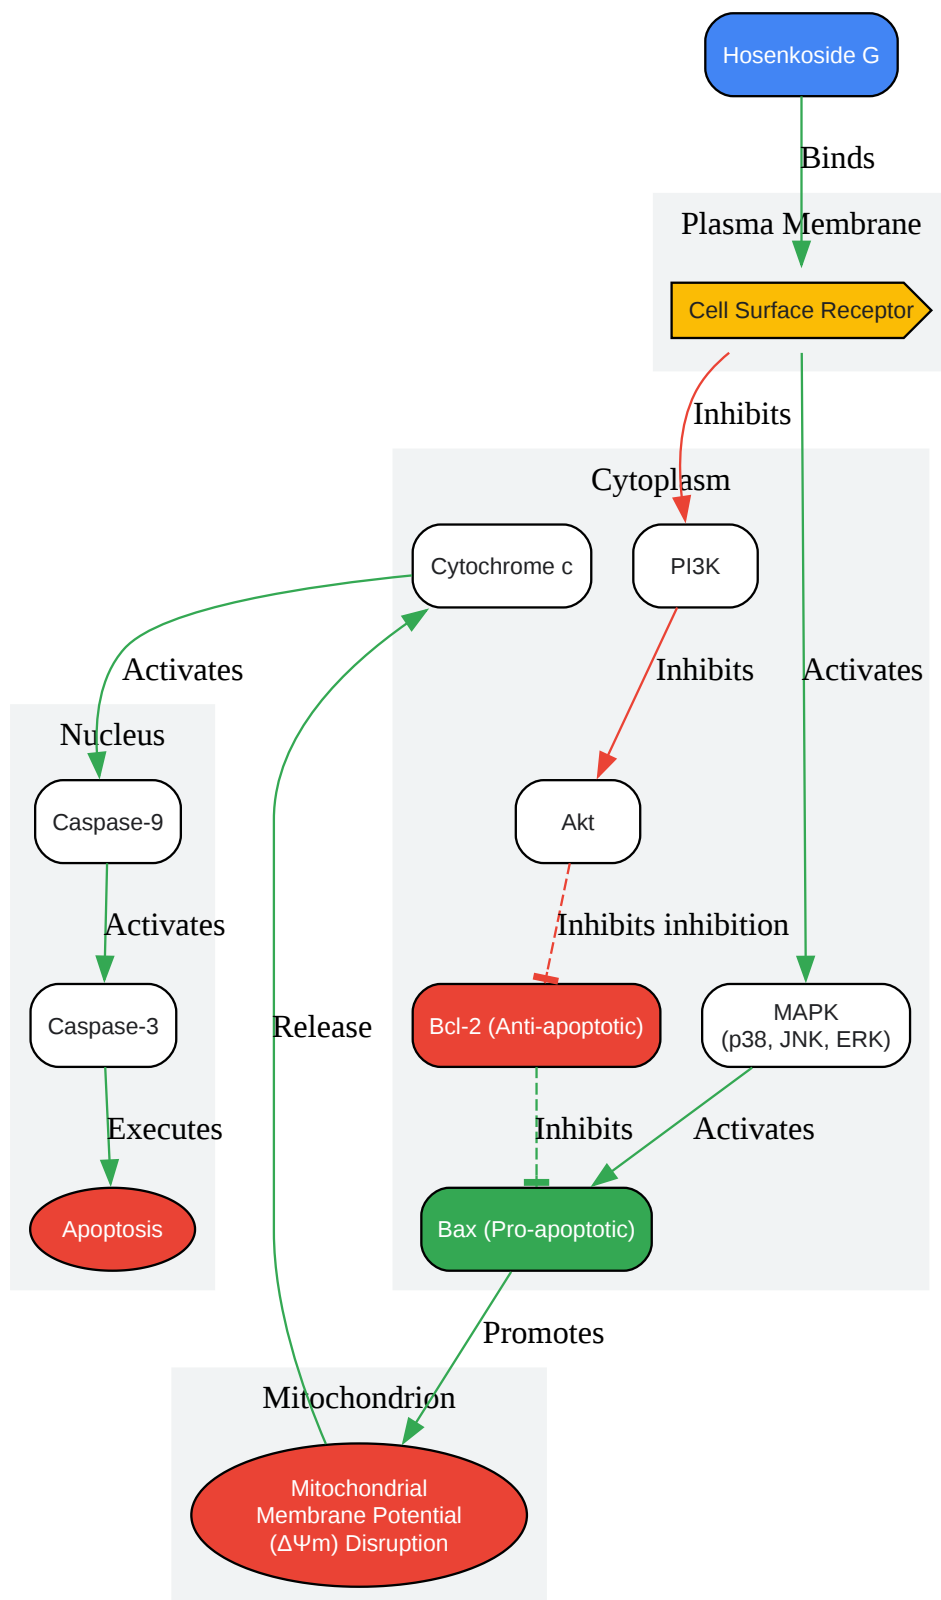 Hosenkoside G
Binds
Plasma Membrane
Cell Surface Receptor
Inhibits
Cytoplasm
Cytochrome c
PI3K
Activates
Inhibits
Activates
Nucleus
Caspase-9
Akt
Activates
Inhibits inhibition
Caspase-3
Release
Bcl-2 (Anti-apoptotic)
MAPK
(p38, JNK, ERK)
Executes
Inhibits
Activates
Apoptosis
Bax (Pro-apoptotic)
Promotes
Mitochondrion
Mitochondrial
Membrane Potential
(ΔΨm) Disruption